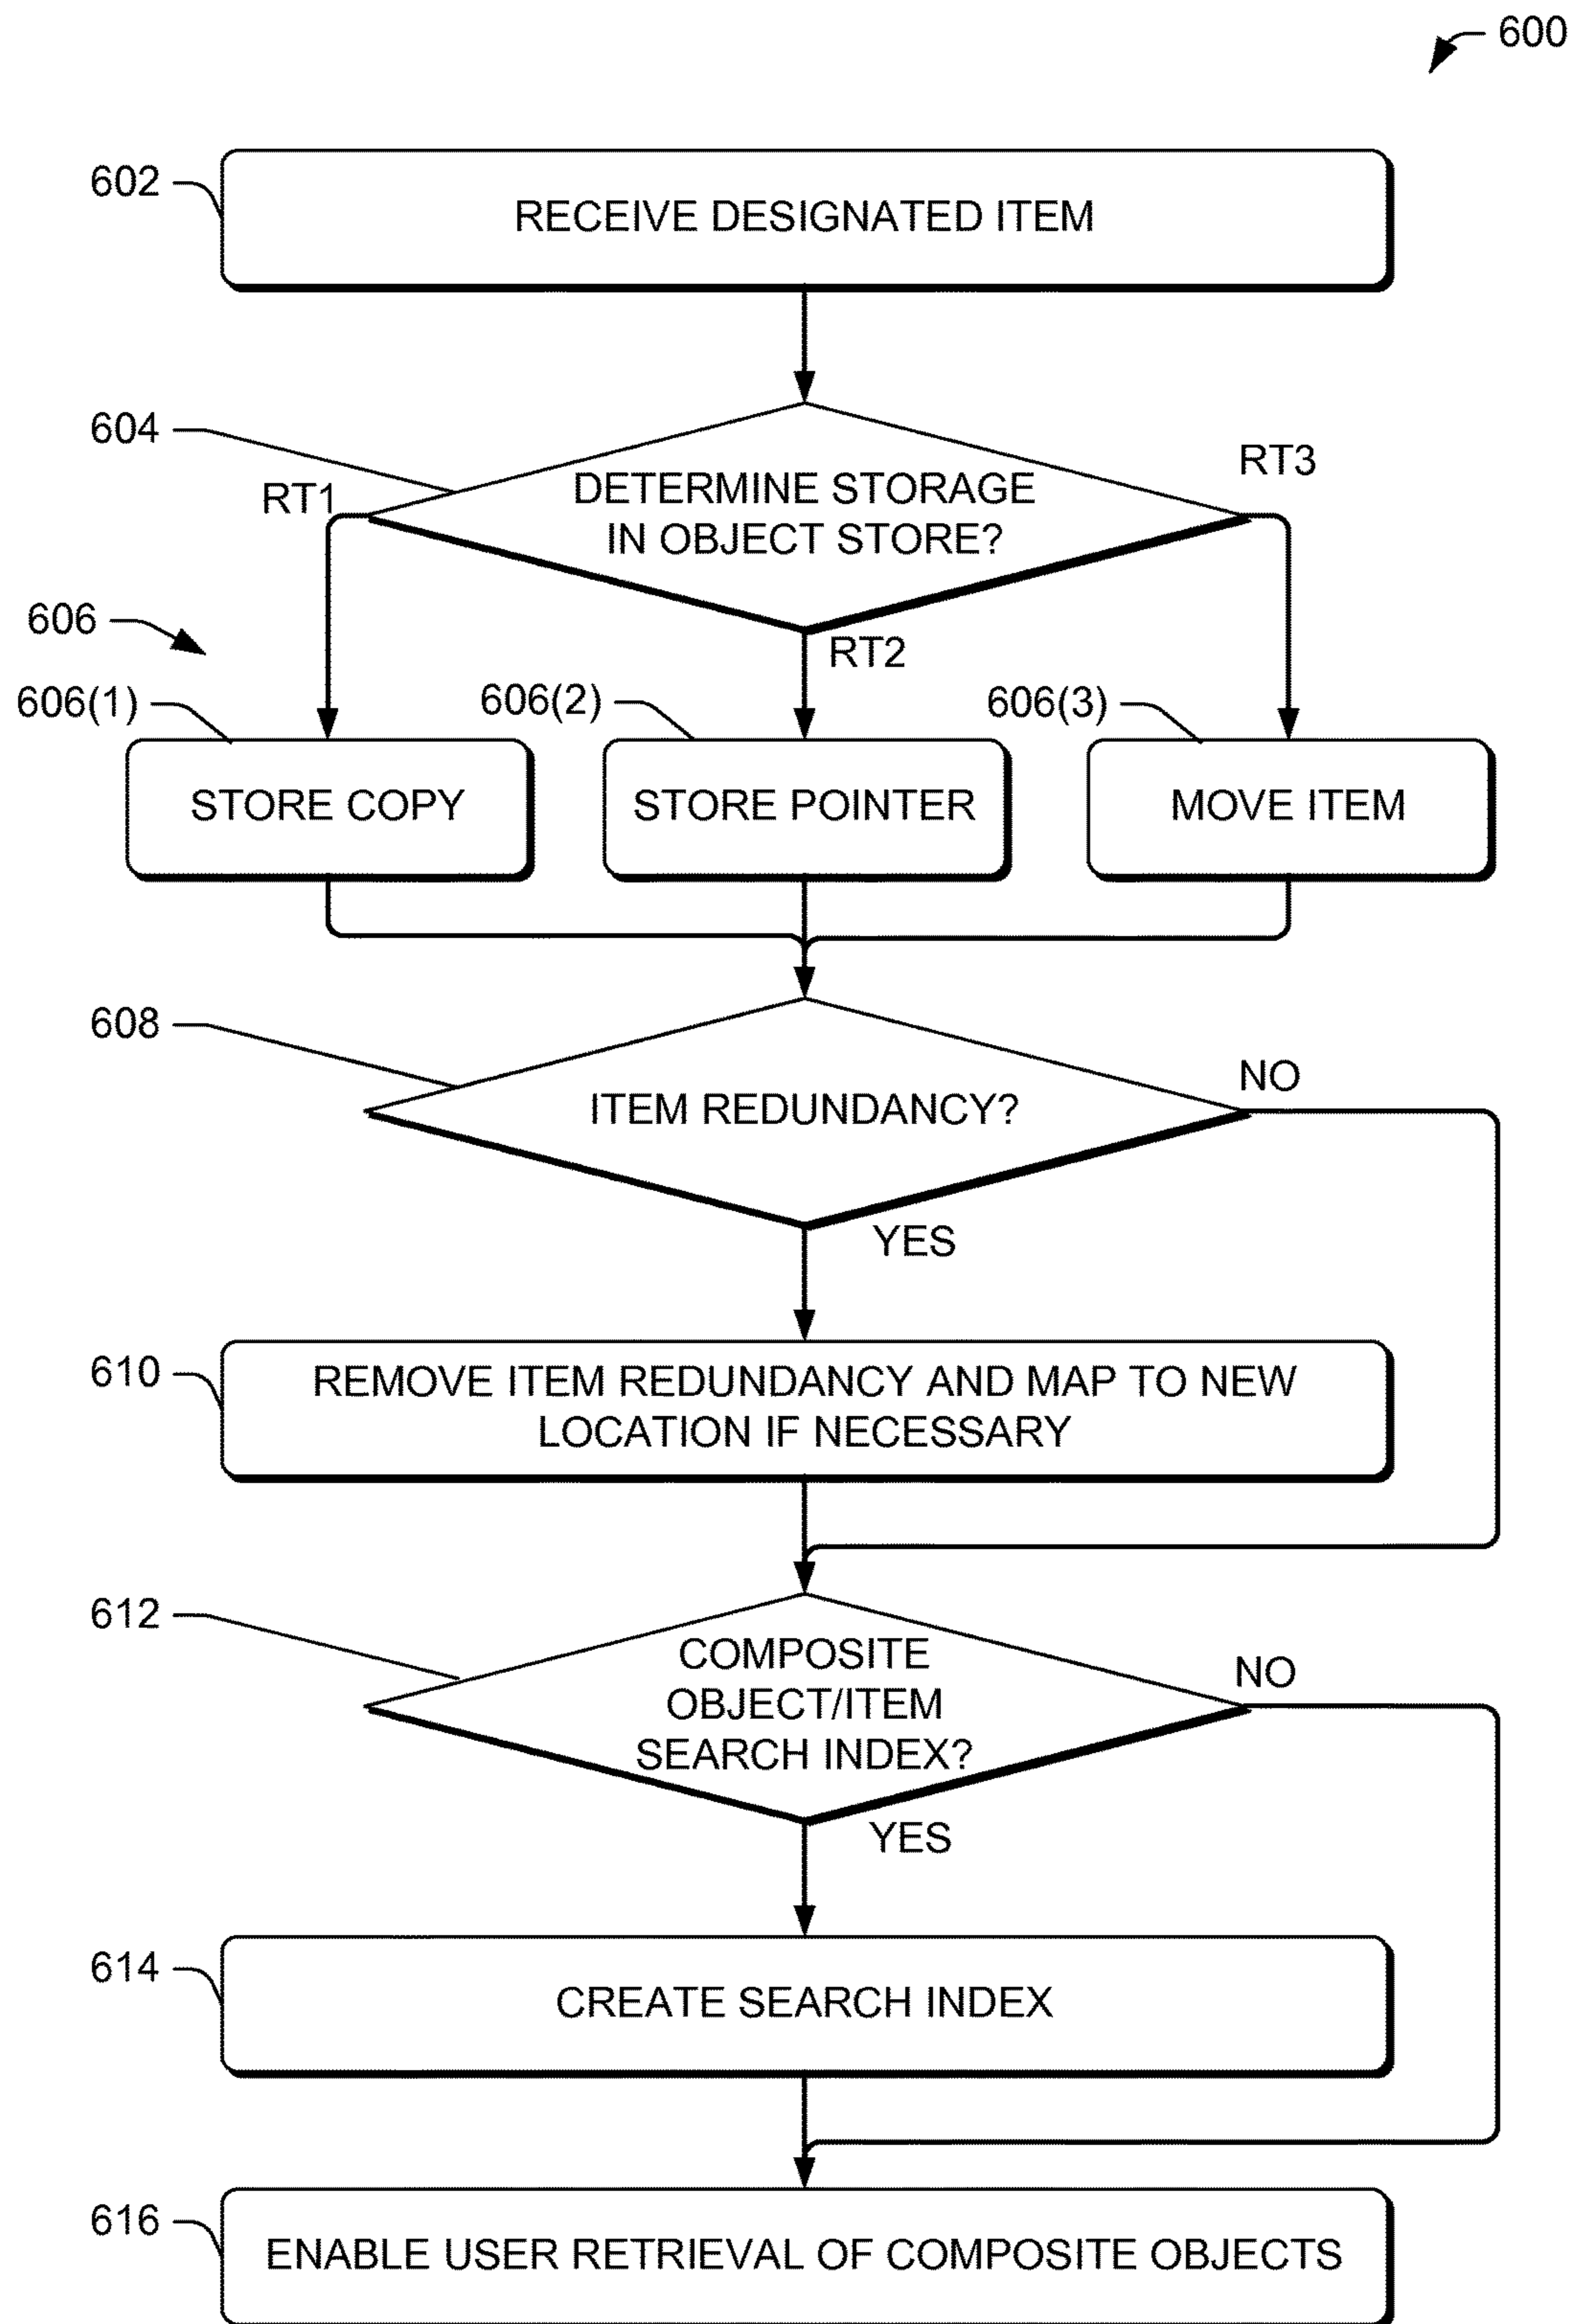 600
602
RECEIVE DESIGNATED ITEM
604
DETERMINE STORAGE
IN OBJECT STORE?
RT1
RT3
RT2
606
606(1)
606(2)
606(3)
STORE COPY
STORE POINTER
MOVE ITEM
608
ITEM REDUNDANCY?
NO
YES
610
REMOVE ITEM REDUNDANCY AND MAP TO NEW
LOCATION IF NECESSARY
612
COMPOSITE
OBJECT/ITEM
SEARCH INDEX?
NO
YES
614
CREATE SEARCH INDEX
616
ENABLE USER RETRIEVAL OF COMPOSITE OBJECTS